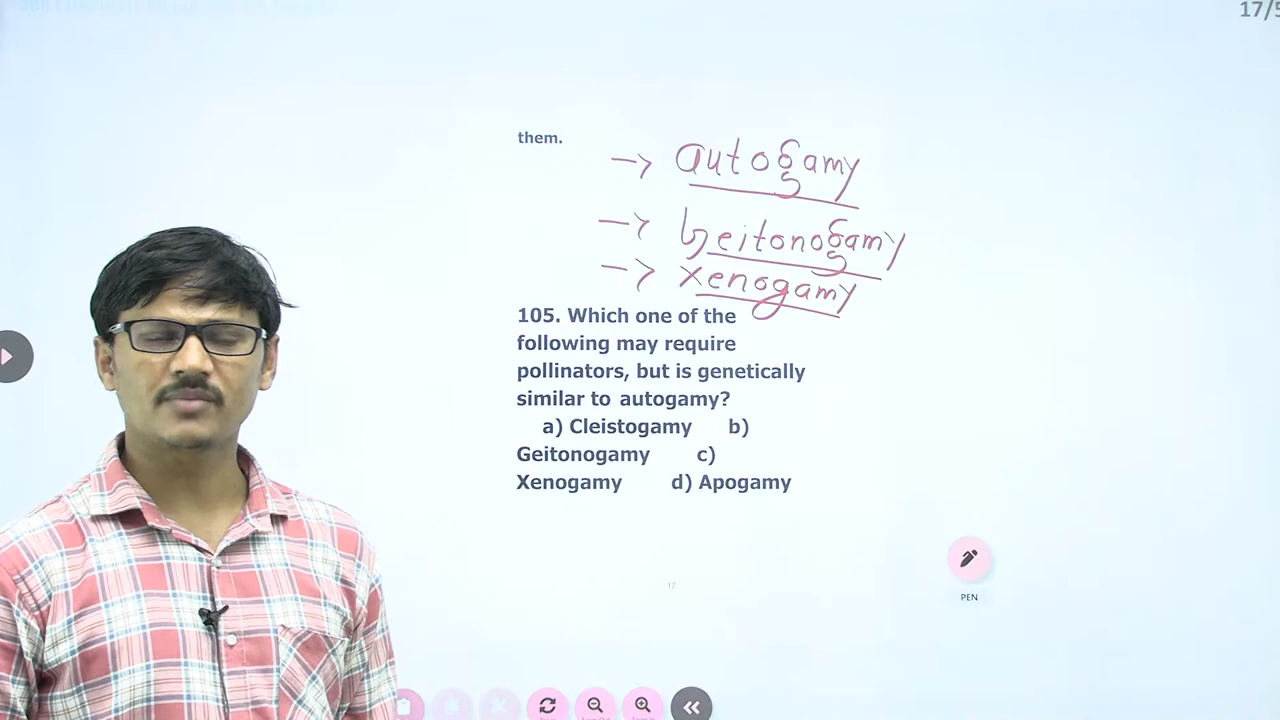 17/5
them.
→ autogamy
→ Geitonogamy
→ Xenogamy
105. Which one of the
following may require
pollinators, but is genetically
similar to autogamy?
a) Cleistogamy b)
Geitonogamy c)
Xenogamy d) Apogamy
17
PEN